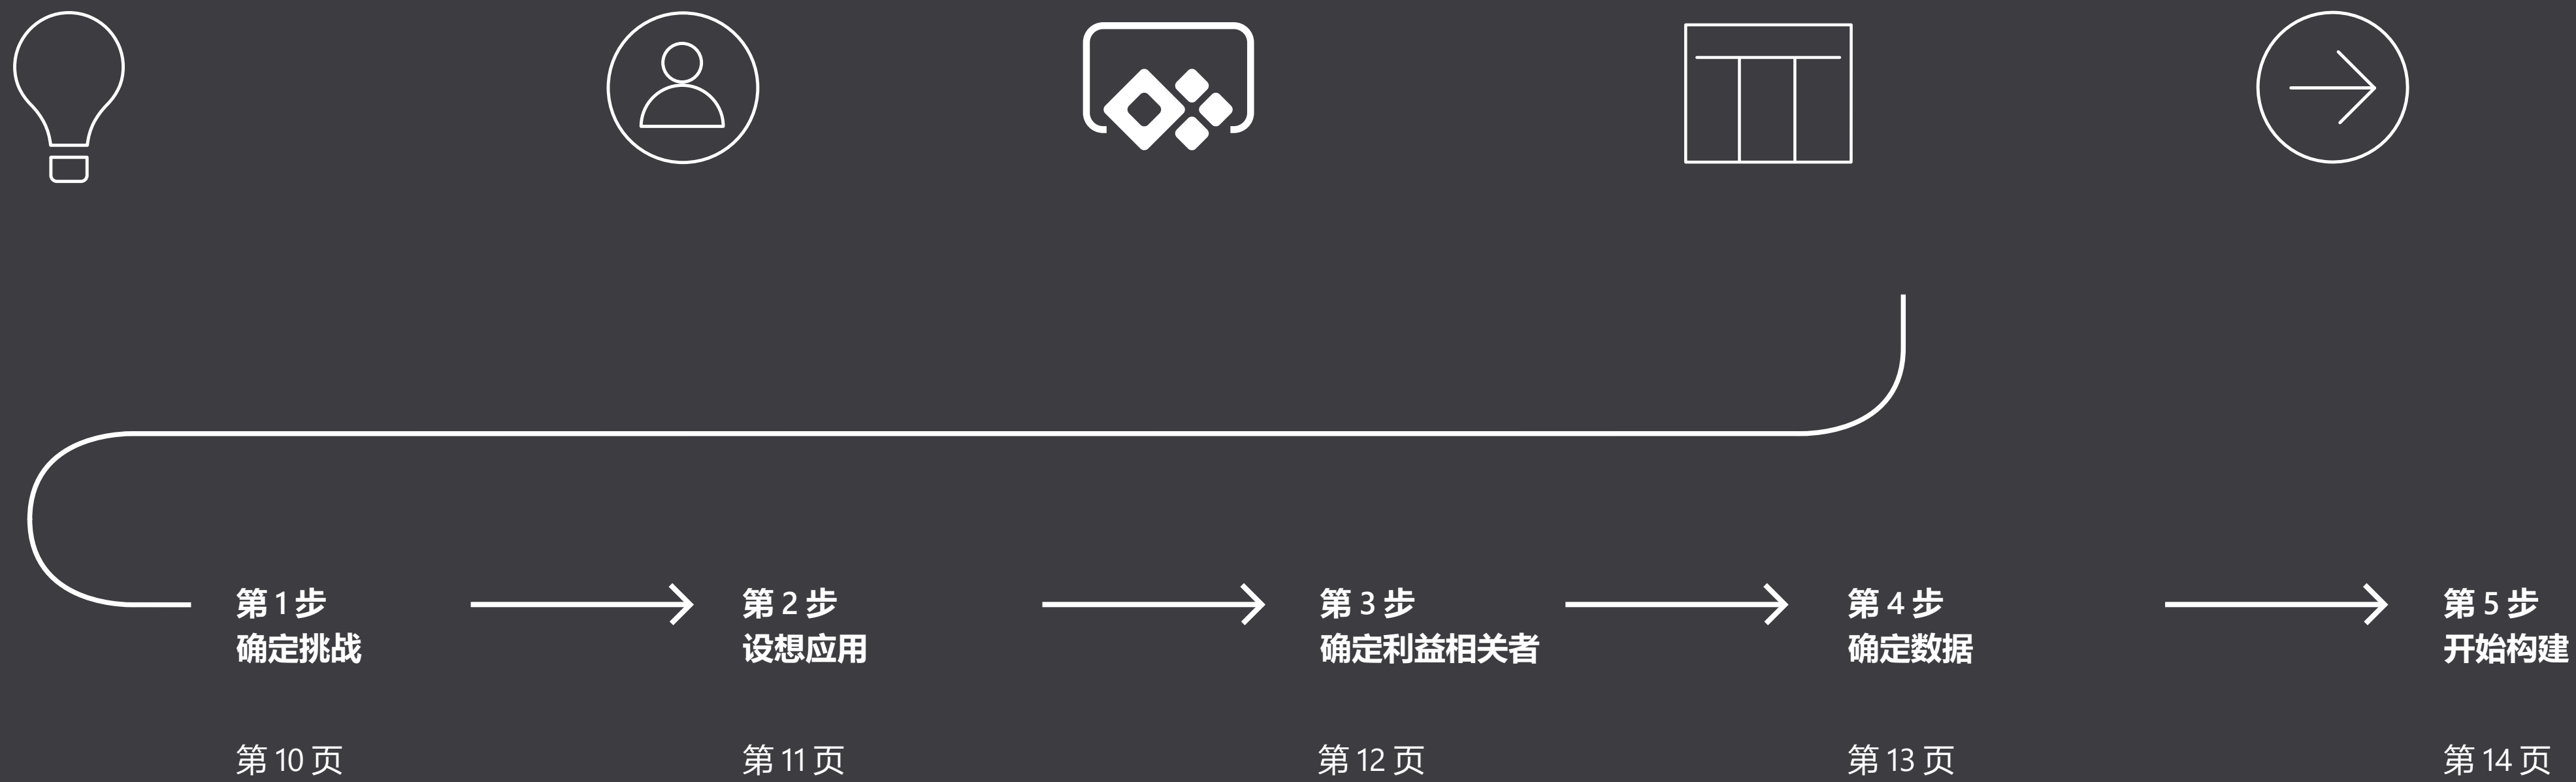 第 1 步
确定挑战
第 10 页
第 2 步
设想应用
第 11 页
第 3 步
确定利益相关者
第 12 页
第 4 步
确定数据
第 13 页
第 5 步
开始构建
第 14 页